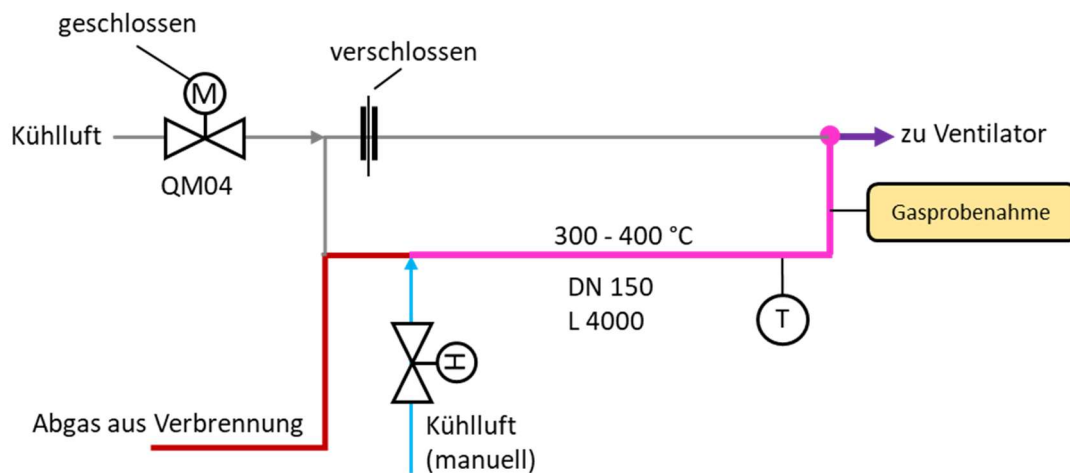 geschlossen
verschlossen
M
Kühlluft
zu Ventilator
QM04
Gasprobenahme
300 - 400 °C
DN 150
L 4000
T
H
Abgas aus Verbrennung
Kühlluft
(manuell)